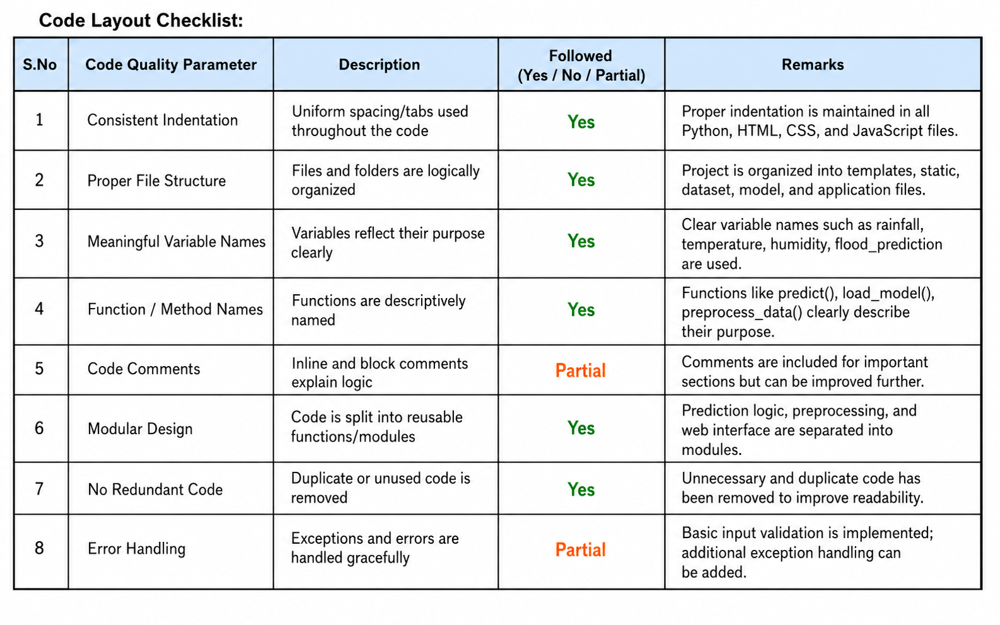 Code Layout Checklist:
S.No
Code Quality Parameter
Description
Followed
(Yes / No / Partial)
Remarks
1
Consistent Indentation
Uniform spacing/tabs used
throughout the code
Yes
Proper indentation is maintained in all
Python, HTML, CSS, and JavaScript files.
2
Proper File Structure
Files and folders are logically
organized
Yes
Project is organized into templates, static,
dataset, model, and application files.
3
Meaningful Variable Names
Variables reflect their purpose
clearly
Yes
Clear variable names such as rainfall,
temperature, humidity, flood_prediction
are used.
4
Function / Method Names
Functions are descriptively
named
Yes
Functions like predict(), load_model(),
preprocess_data() clearly describe
their purpose.
5
Code Comments
Inline and block comments
explain logic
Partial
Comments are included for important
sections but can be improved further.
6
Modular Design
Code is split into reusable
functions/modules
Yes
Prediction logic, preprocessing, and
web interface are separated into
modules.
7
No Redundant Code
Duplicate or unused code is
removed
Yes
Unnecessary and duplicate code has
been removed to improve readability.
8
Error Handling
Exceptions and errors are
handled gracefully
Partial
Basic input validation is implemented;
additional exception handling can
be added.